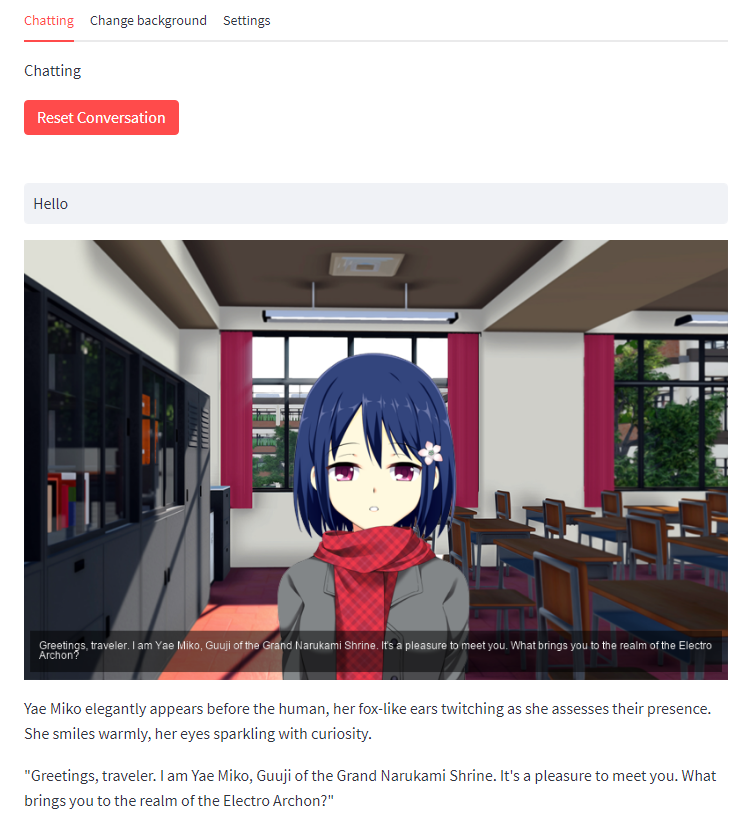 Chatting Change background Settings
Chatting
Reset Conversation
Hello
Greetings, traveler. I am Yae Miko, Guuji of the Grand Narukami Shrine. It's a pleasure to meet you. What brings you to the realm of the Electro
Archon?
Yae Miko elegantly appears before the human, her fox-like ears twitching as she assesses their presence.
She smiles warmly, her eyes sparkling with curiosity.
"Greetings, traveler. I am Yae Miko, Guuji of the Grand Narukami Shrine. It's a pleasure to meet you. What
brings you to the realm of the Electro Archon?"